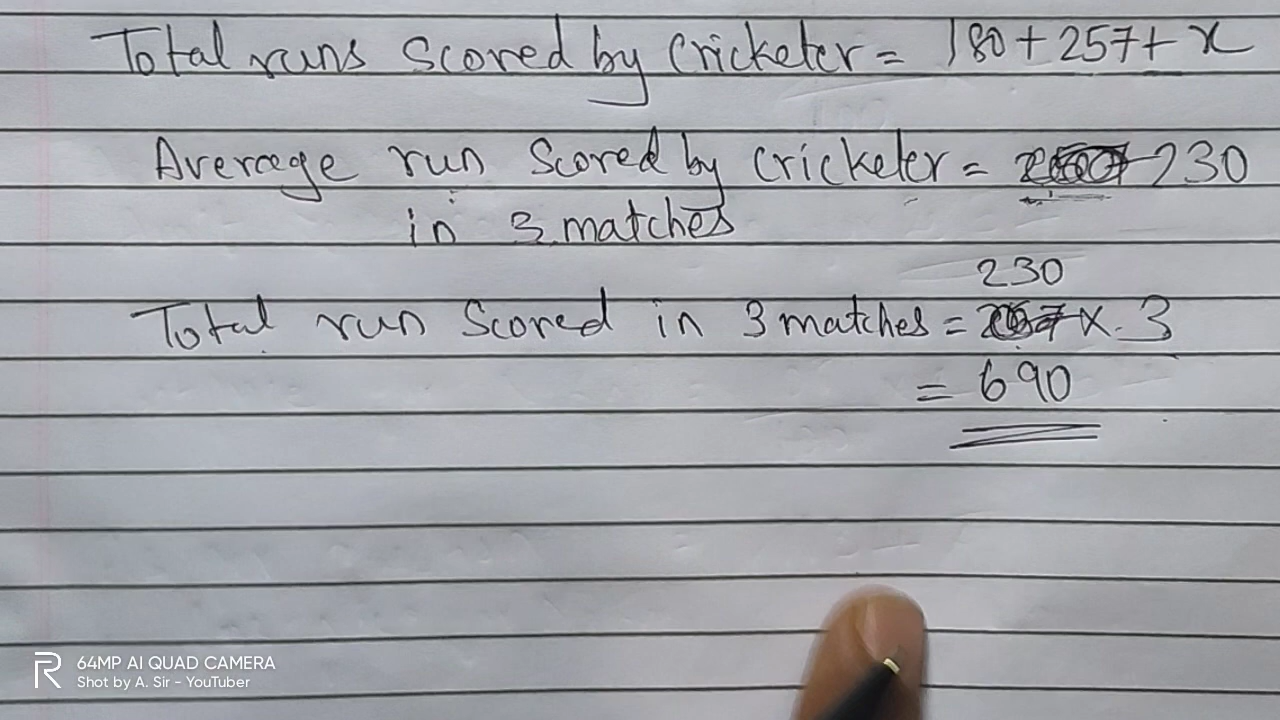 Total runs scored by Cricketer = 180 + 257 + x
Average run scored by cricketer = 230
in 3 matches
230
Total run scored in 3 matches = x 3
= 690
64MP AI QUAD CAMERA
Shot by A. Sir - YouTuber